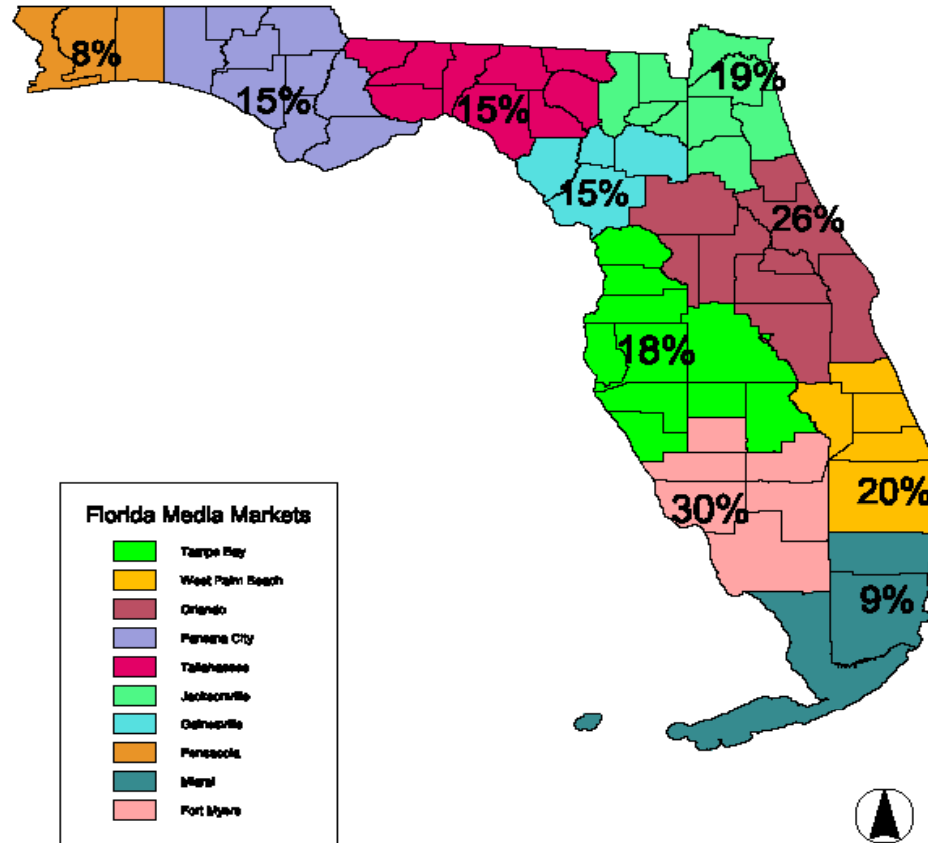 8%
15%
15%
19%
15%
26%
18%
30%
20%
9%
Florida Media Markets
Tampa Bay
West Palm Beach
Orlando
Panama City
Tallahassee
Jacksonville
Gainesville
Pensacola
Miami
Fort Myers